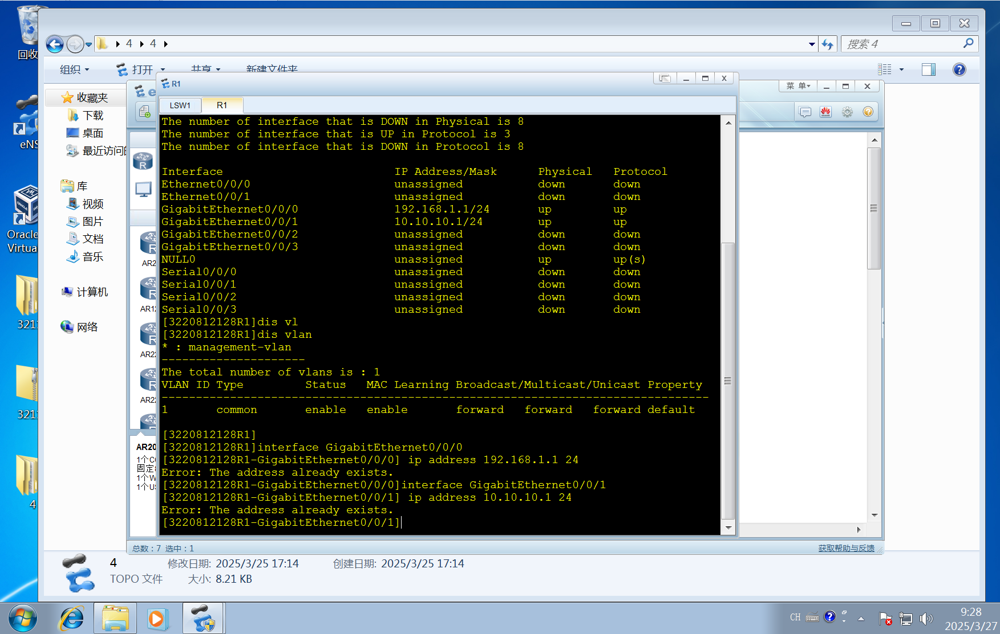 回收
4 4
搜索 4
组织 打开 共享 新建文件夹
R1
LSW1 R1
菜 单
收藏夹
下载
桌面
最近访问的
库
视频
图片
文档
音乐
计算机
网络
eNS
Oracle
Virtua
3211
3211
4
AR2
AR12
AR22
AR22
AR20
1个CO
固定
1个W
1个US
The number of interface that is DOWN in Physical is 8
The number of interface that is UP in Protocol is 3
The number of interface that is DOWN in Protocol is 8
Interface IP Address/Mask Physical Protocol
Ethernet0/0/0 unassigned down down
Ethernet0/0/1 unassigned down down
GigabitEthernet0/0/0 192.168.1.1/24 up up
GigabitEthernet0/0/1 10.10.10.1/24 up up
GigabitEthernet0/0/2 unassigned down down
GigabitEthernet0/0/3 unassigned down down
NULL0 unassigned up up(s)
Serial0/0/0 unassigned down down
Serial0/0/1 unassigned down down
Serial0/0/2 unassigned down down
Serial0/0/3 unassigned down down
[3220812128R1]dis vl
[3220812128R1]dis vlan
* : management-vlan
---------------------
The total number of vlans is : 1
VLAN ID Type Status MAC Learning Broadcast/Multicast/Unicast Property
--------------------------------------------------------------------------------
1 common enable enable forward forward forward default
[3220812128R1]
[3220812128R1]interface GigabitEthernet0/0/0
[3220812128R1-GigabitEthernet0/0/0] ip address 192.168.1.1 24
Error: The address already exists.
[3220812128R1-GigabitEthernet0/0/0]interface GigabitEthernet0/0/1
[3220812128R1-GigabitEthernet0/0/1] ip address 10.10.10.1 24
Error: The address already exists.
[3220812128R1-GigabitEthernet0/0/1]
总数：7 选中：1
获取帮助与反馈
4 修改日期: 2025/3/25 17:14 创建日期: 2025/3/25 17:14
TOPO 文件 大小: 8.21 KB
CH
9:28
2025/3/27